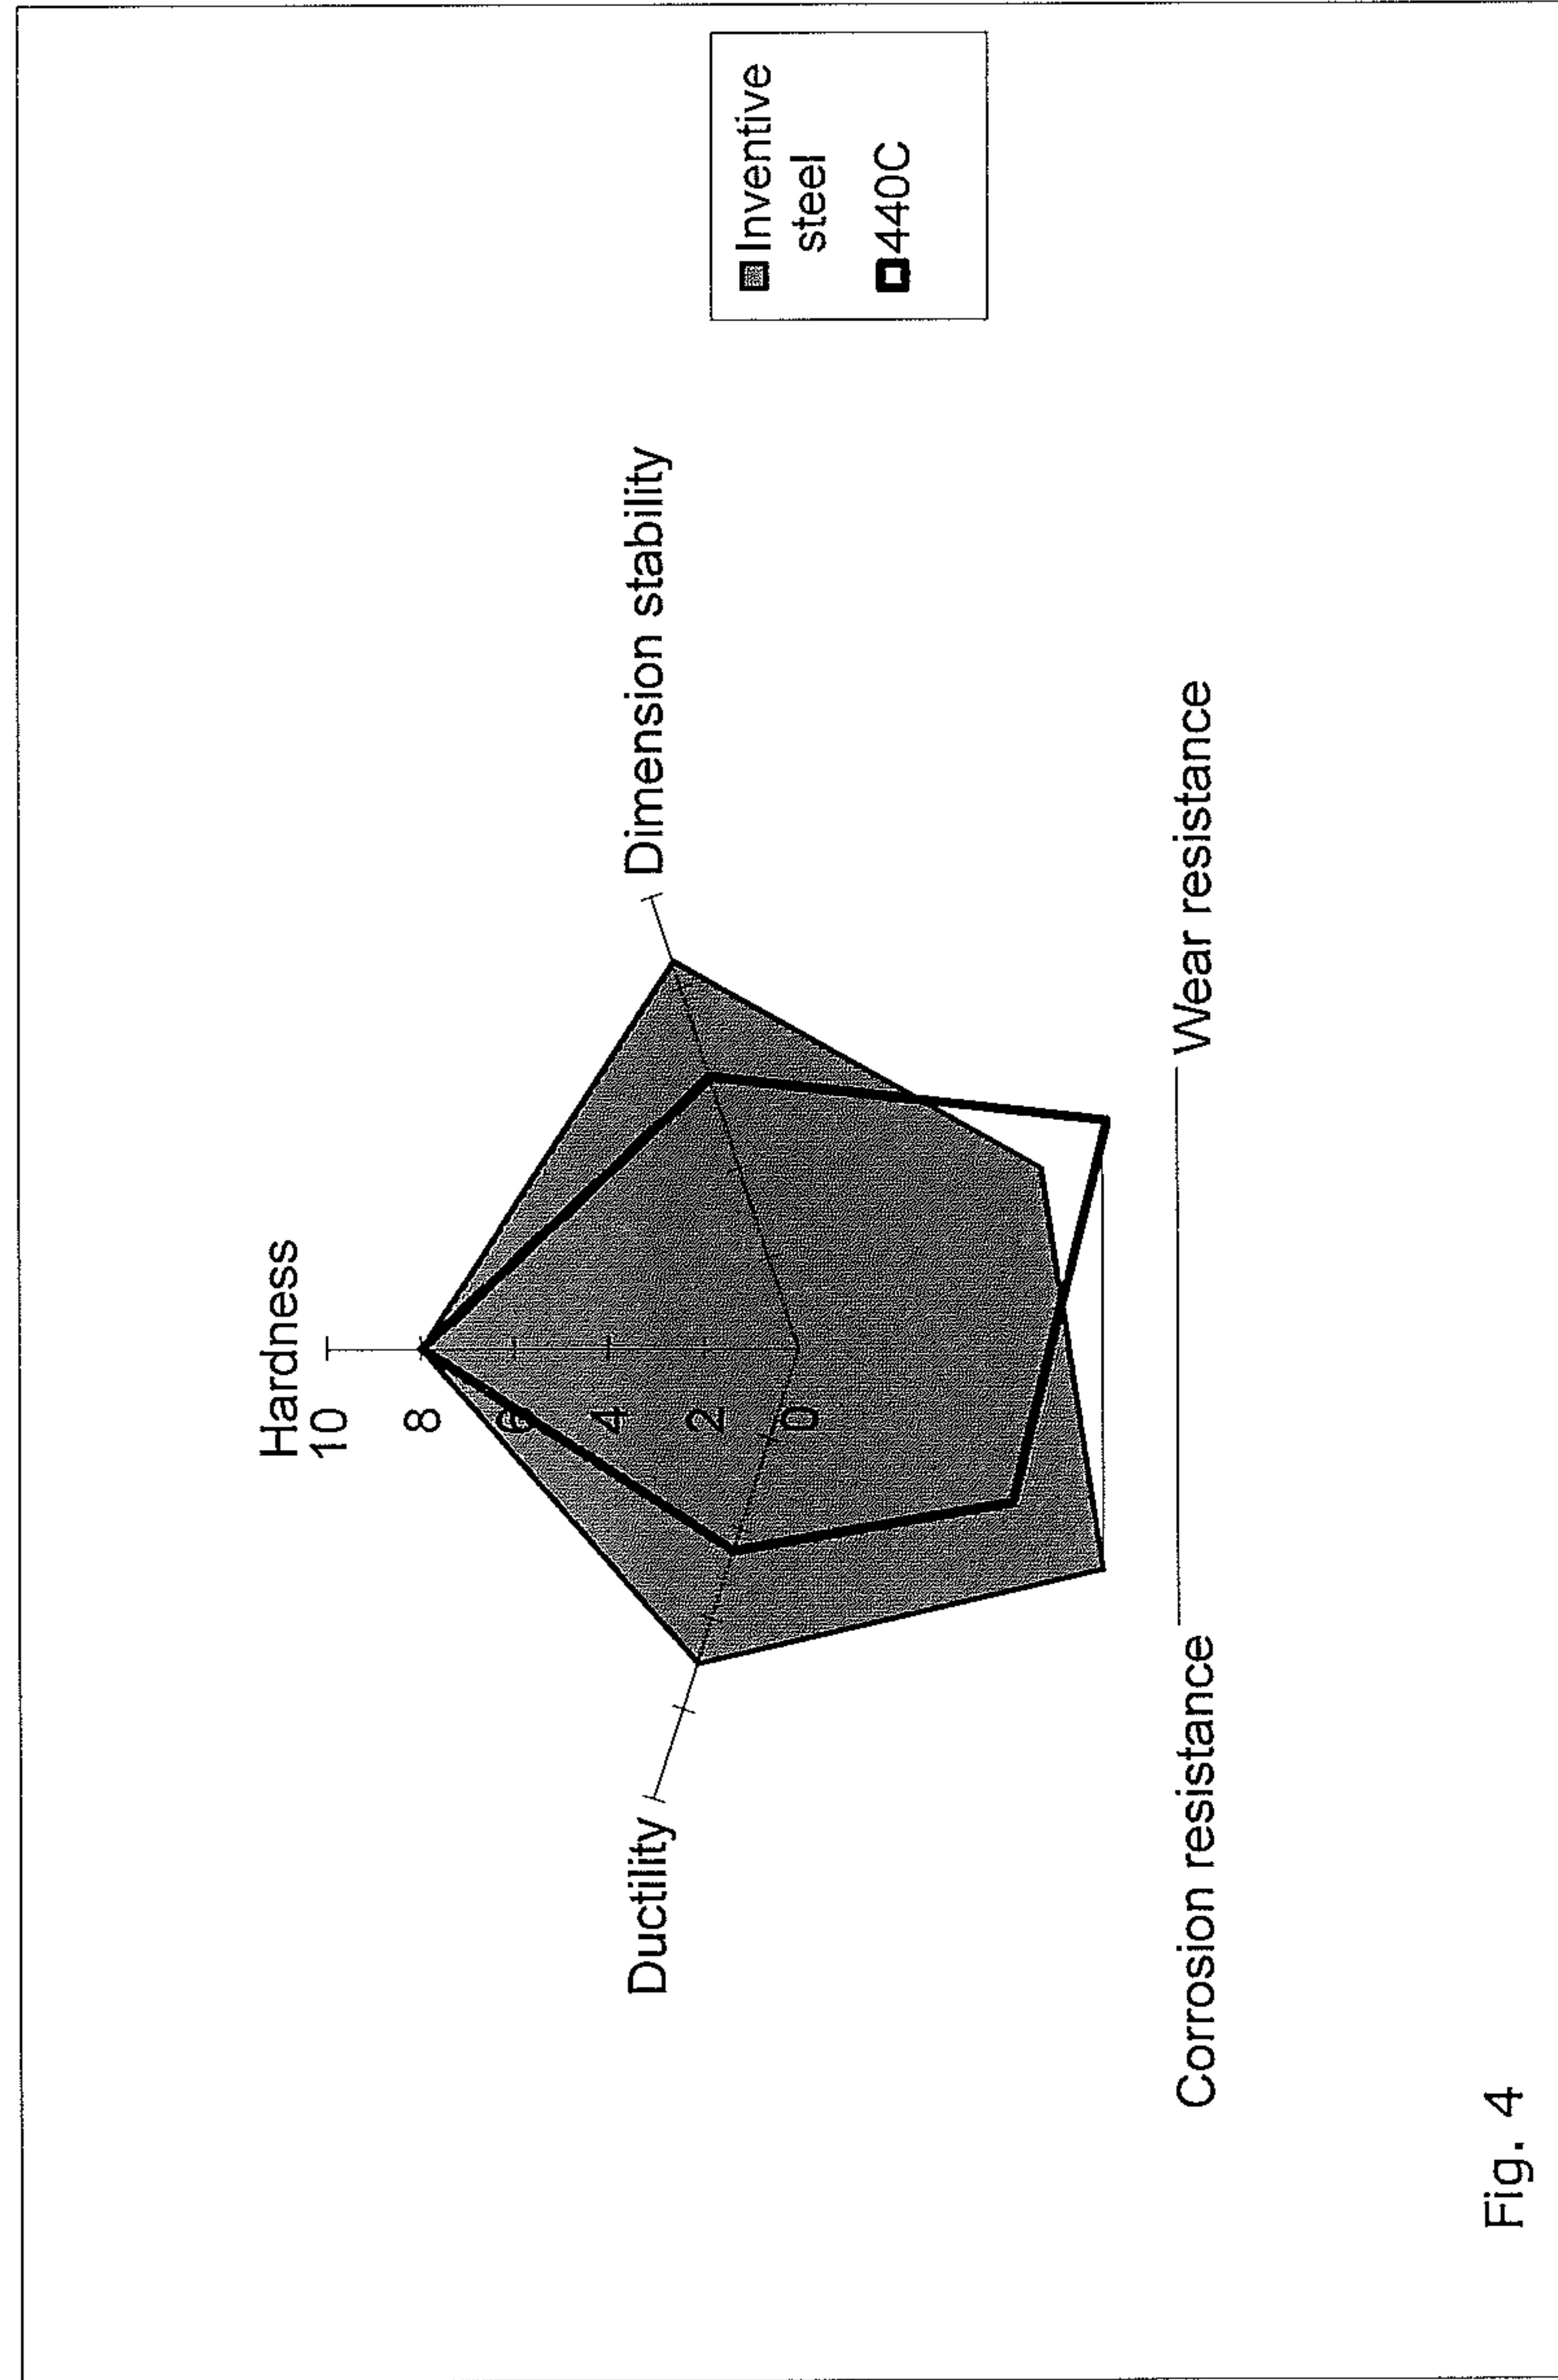 Hardness
10
8
6
4
2
0
Dimension stability
Wear resistance
Corrosion resistance
Ductility
Inventive
steel
440C
Fig. 4